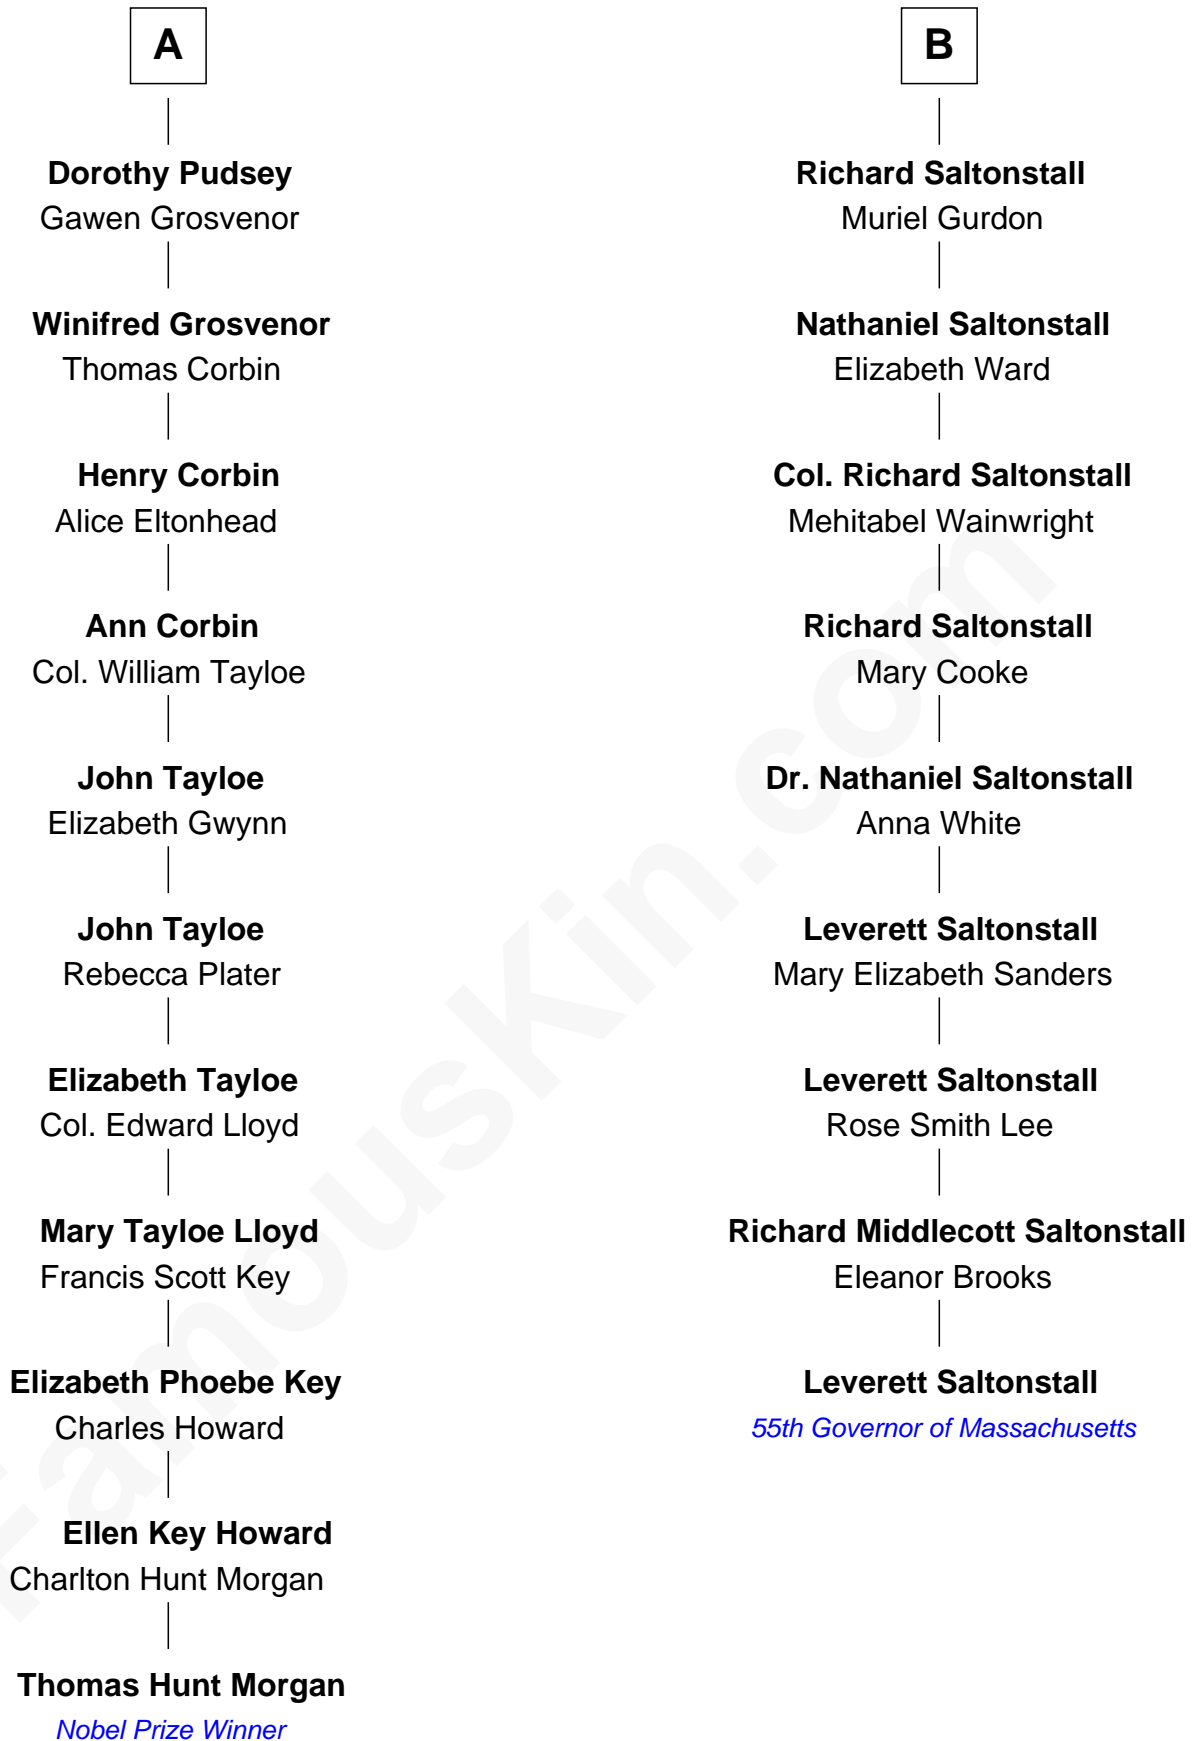 A
Dorothy Pudsey
Gawen Grosvenor
Winifred Grosvenor
Thomas Corbin
Henry Corbin
Alice Eltonhead
Ann Corbin
Col. William Tayloe
John Tayloe
Elizabeth Gwynn
John Tayloe
Rebecca Plater
Elizabeth Tayloe
Col. Edward Lloyd
Mary Tayloe Lloyd
Francis Scott Key
Elizabeth Phoebe Key
Charles Howard
Ellen Key Howard
Charlton Hunt Morgan
Thomas Hunt Morgan
Nobel Prize Winner
B
Richard Saltonstall
Muriel Gurdon
Nathaniel Saltonstall
Elizabeth Ward
Col. Richard Saltonstall
Mehitabel Wainwright
Richard Saltonstall
Mary Cooke
Dr. Nathaniel Saltonstall
Anna White
Leverett Saltonstall
Mary Elizabeth Sanders
Leverett Saltonstall
Rose Smith Lee
Richard Middlecott Saltonstall
Eleanor Brooks
Leverett Saltonstall
55th Governor of Massachusetts
FamousKin.com